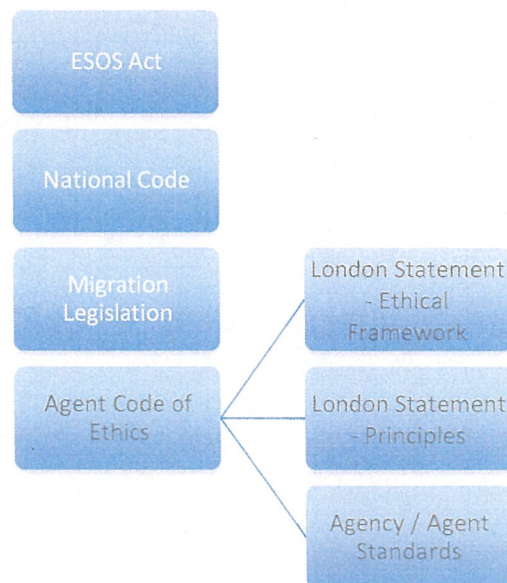 ESOS Act
National Code
Migration
Legislation
Agent Code of
Ethics
London Statement
- Ethical
Framework
London Statement
- Principles
Agency / Agent
Standards